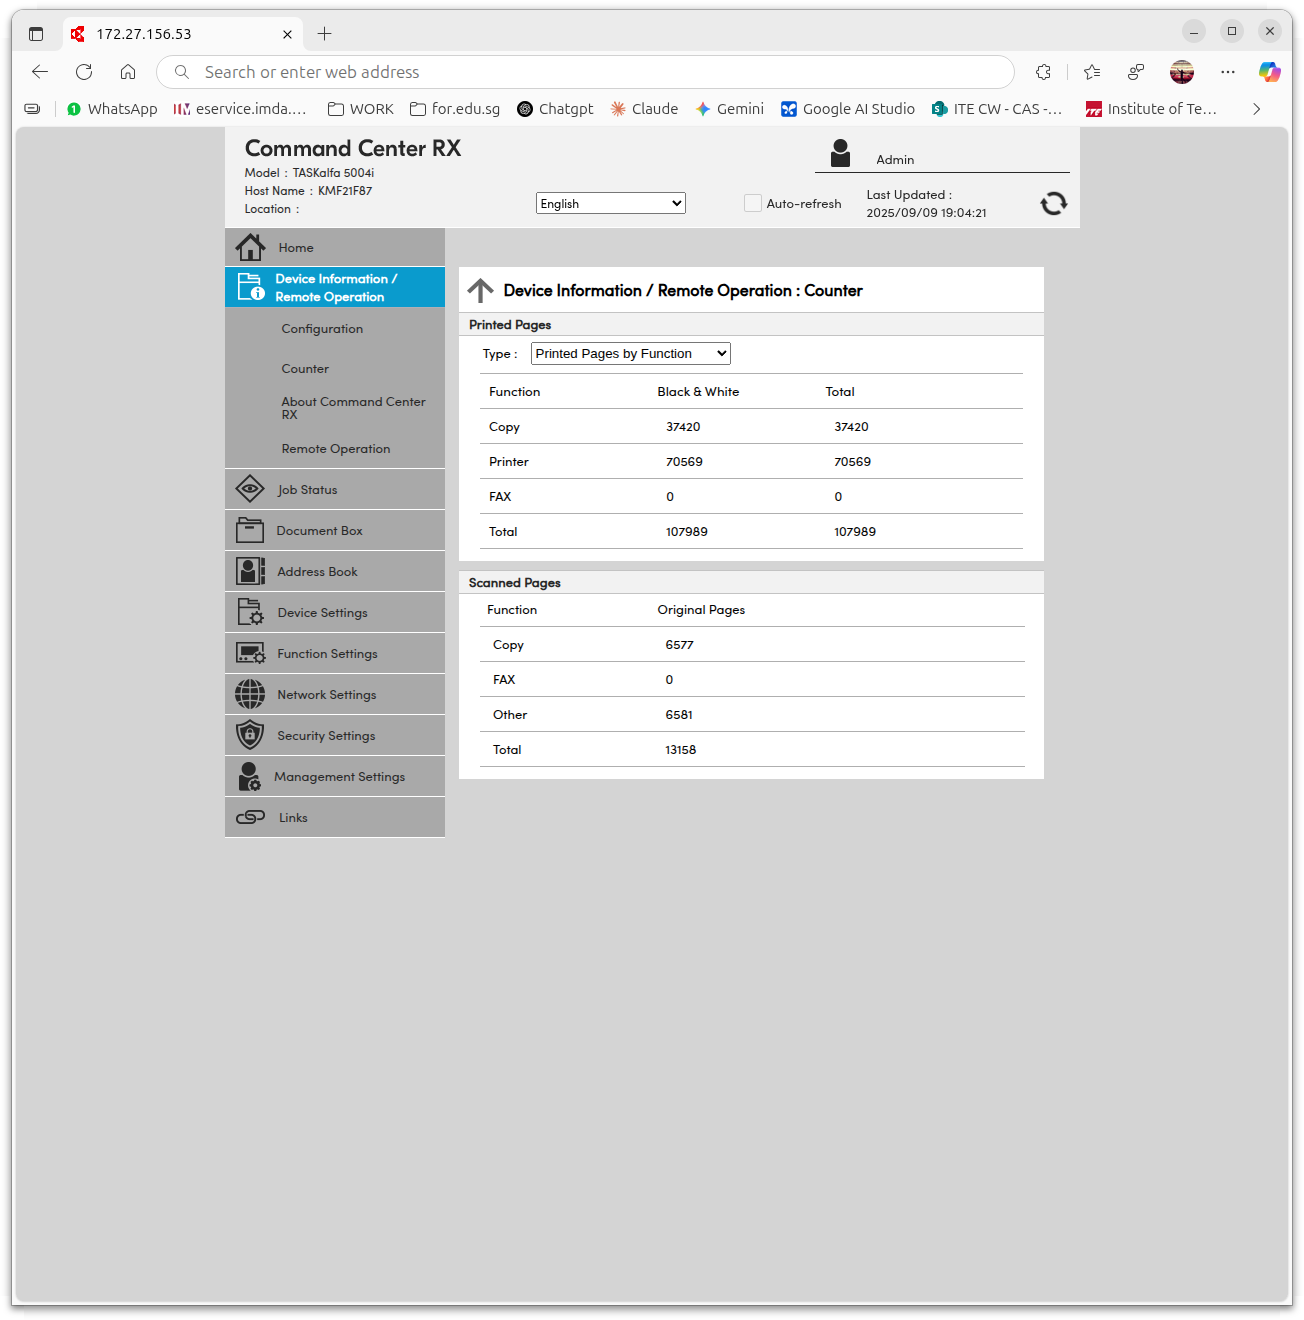 172.27.156.53
Search or enter web address
WhatsApp
eservice.imda....
WORK
for.edu.sg
Chatgpt
Claude
Gemini
Google AI Studio
ITE CW - CAS -...
Institute of Te...
Command Center RX
Model : TASKalfa 5004i
Host Name : KMF21F87
Location :
English
Auto-refresh
Admin
Last Updated :
2025/09/09 19:04:21
Home
Device Information /
Remote Operation
Configuration
Counter
About Command Center
RX
Remote Operation
Job Status
Document Box
Address Book
Device Settings
Function Settings
Network Settings
Security Settings
Management Settings
Links
Device Information / Remote Operation : Counter
Printed Pages
Type : Printed Pages by Function
Function Black & White Total
Copy 37420 37420
Printer 70569 70569
FAX 0 0
Total 107989 107989
Scanned Pages
Function Original Pages
Copy 6577
FAX 0
Other 6581
Total 13158